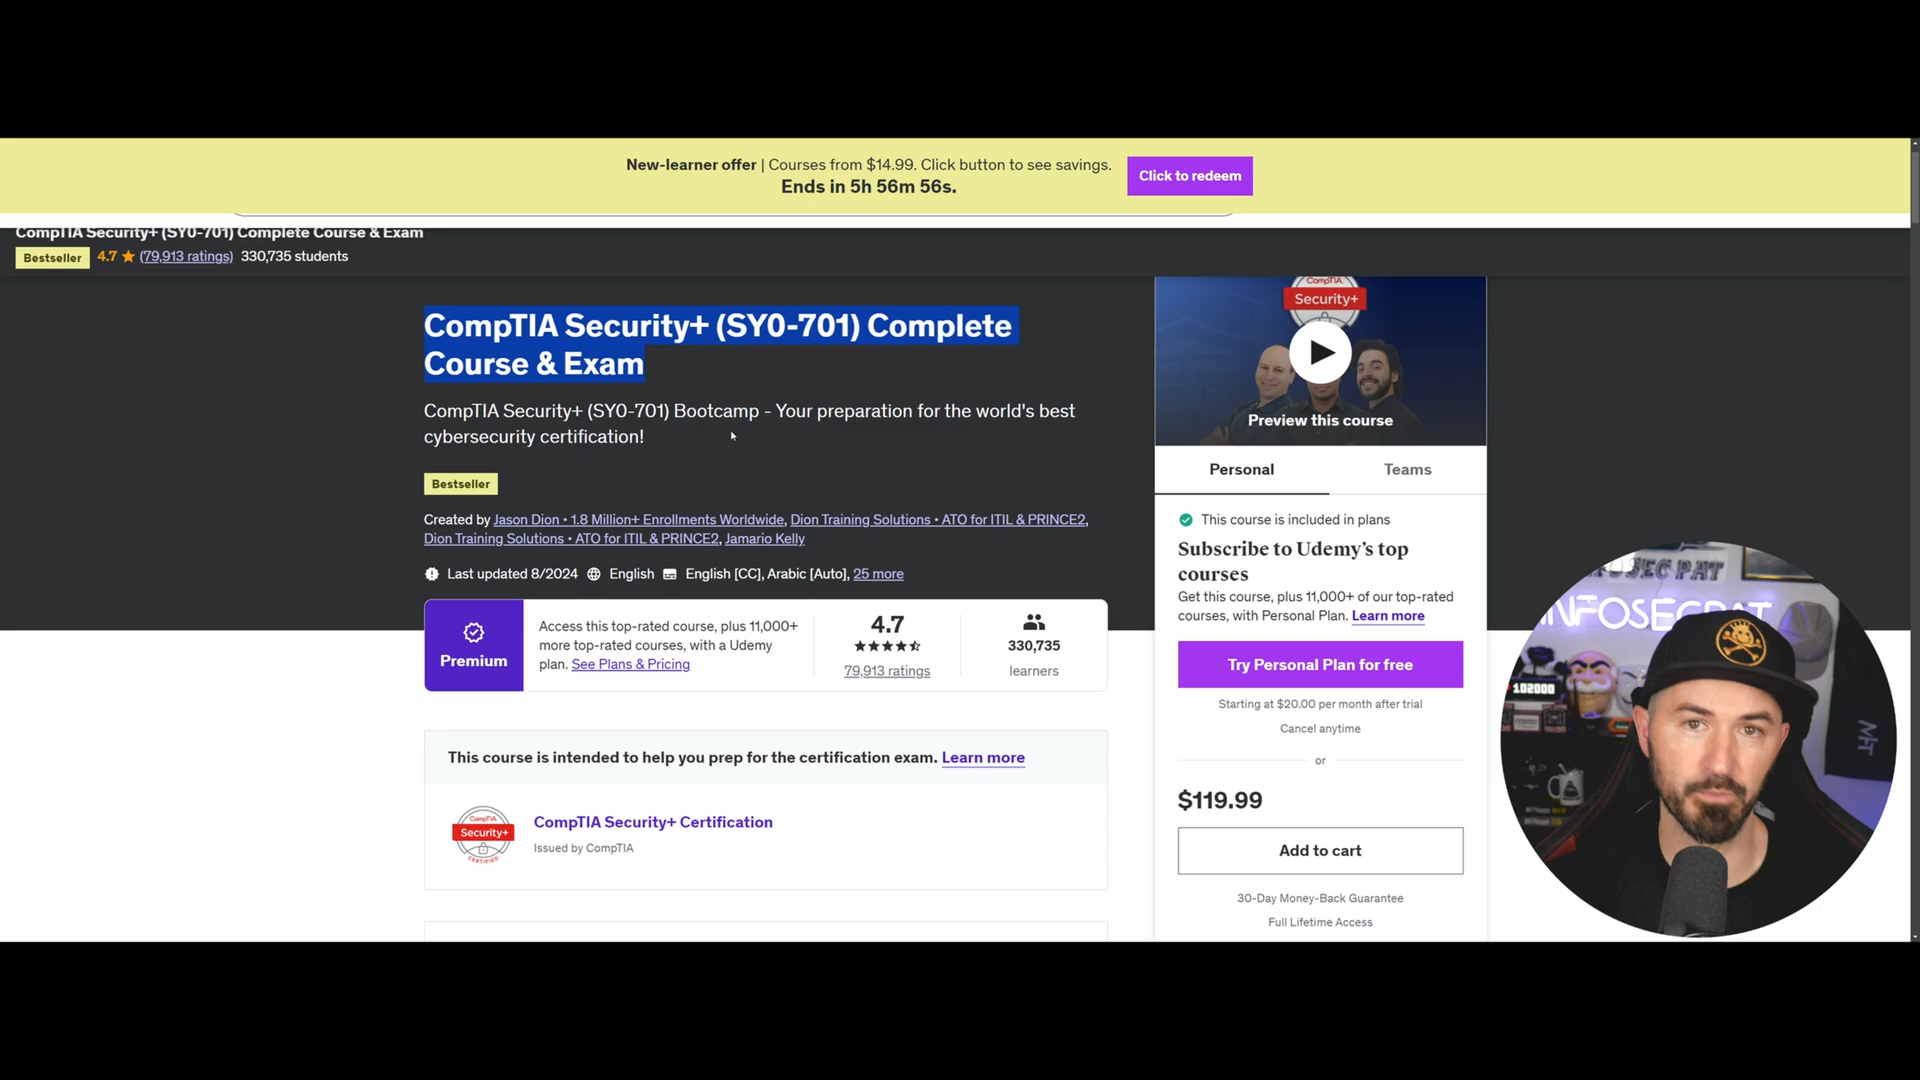 New-learner offer | Courses from $14.99. Click button to see savings.
Ends in 5h 56m 56s.
Click to redeem
CompTIA Security+ (SY0-701) Complete Course & Exam
Bestseller 4.7 ★ (79,913 ratings) 330,735 students
CompTIA Security+ (SY0-701) Complete
Course & Exam
CompTIA Security+ (SY0-701) Bootcamp - Your preparation for the world's best
cybersecurity certification!
Bestseller
Created by Jason Dion • 1.8 Million+ Enrollments Worldwide, Dion Training Solutions • ATO for ITIL & PRINCE2,
Dion Training Solutions • ATO for ITIL & PRINCE2, Jamario Kelly
Last updated 8/2024 English English [CC], Arabic [Auto], 25 more
Premium
Access this top-rated course, plus 11,000+
more top-rated courses, with a Udemy
plan. See Plans & Pricing
4.7
79,913 ratings
330,735
learners
This course is intended to help you prep for the certification exam. Learn more
CompTIA
Security+
CERTIFIED
CompTIA Security+ Certification
Issued by CompTIA
CompTIA
Security+
Preview this course
Personal Teams
This course is included in plans
Subscribe to Udemy's top
courses
Get this course, plus 11,000+ of our top-rated
courses, with Personal Plan. Learn more
Try Personal Plan for free
Starting at $20.00 per month after trial
Cancel anytime
or
$119.99
Add to cart
30-Day Money-Back Guarantee
Full Lifetime Access
INFOSEC PAT
INFOSECPAT
102000